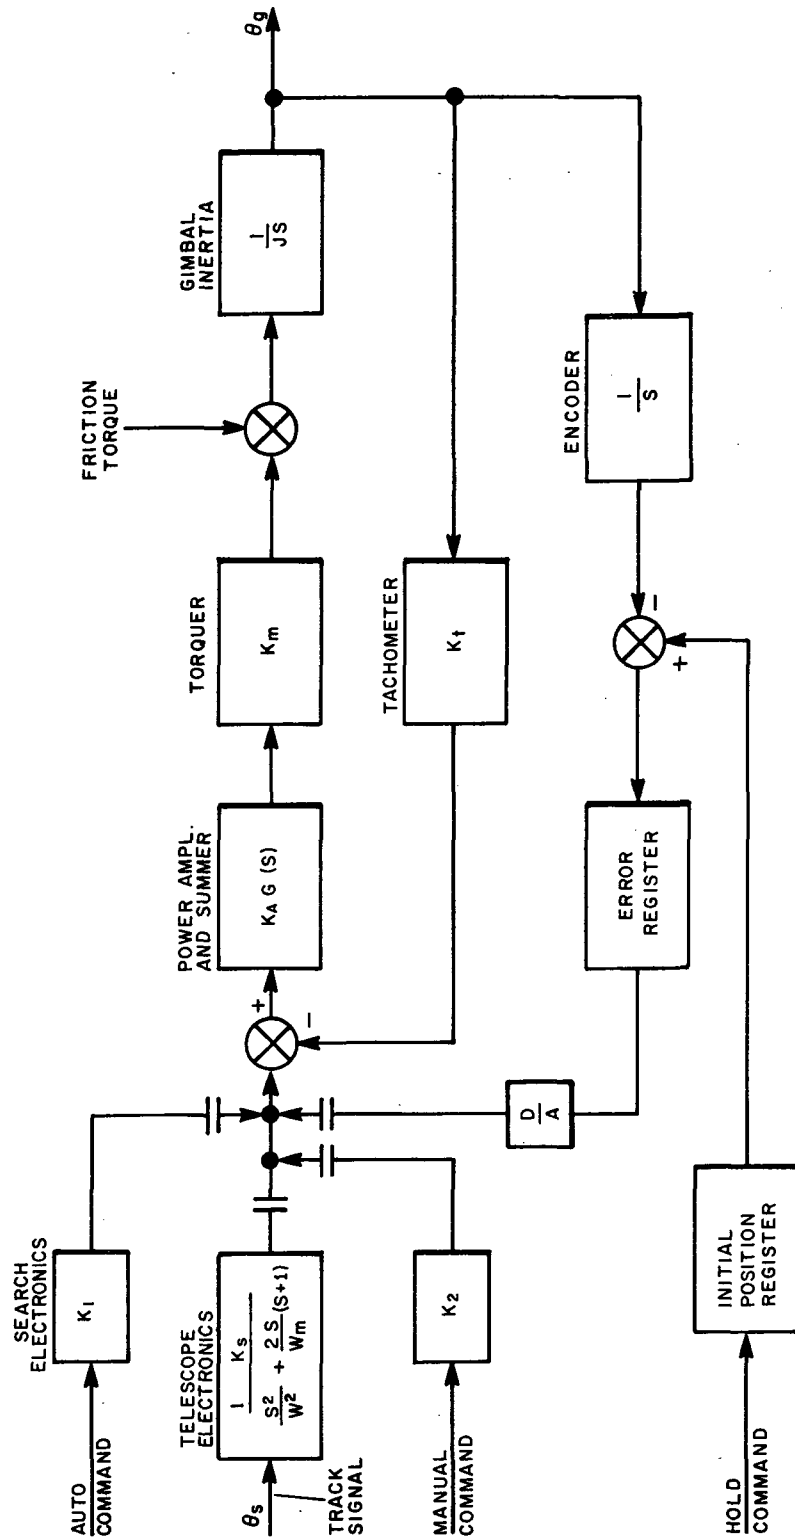 AUTO
COMMAND
SEARCH
ELECTRONICS
K1
θs
TRACK
SIGNAL
TELESCOPE
ELECTRONICS
1 Ks
S²/W² + 2S/Wm (S+1)
MANUAL
COMMAND
K2
HOLD
COMMAND
INITIAL
POSITION
REGISTER
D/A
+
−
POWER AMPL.
AND SUMMER
KA G (S)
TORQUER
Km
FRICTION
TORQUE
GIMBAL
INERTIA
1/JS
θg
TACHOMETER
Kt
ENCODER
1/S
−
+
ERROR
REGISTER